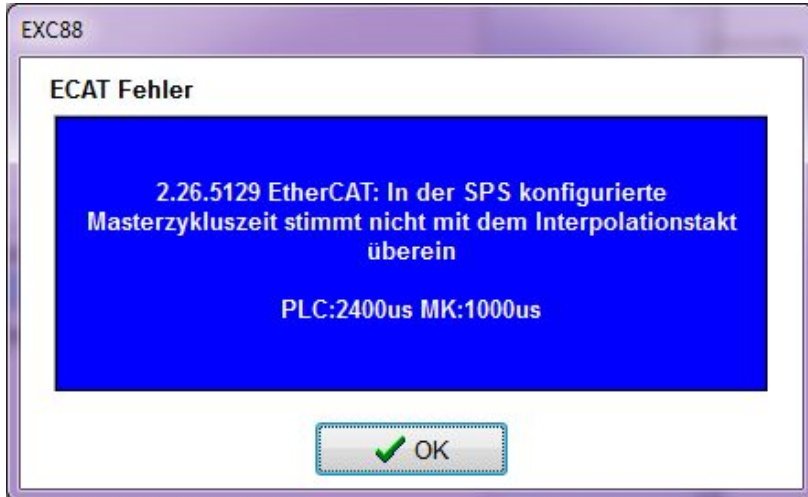 EXC88
ECAT Fehler
2.26.5129 EtherCAT: In der SPS konfigurierte
Masterzykluszeit stimmt nicht mit dem Interpolationstakt
überein
PLC:2400us MK:1000us
OK